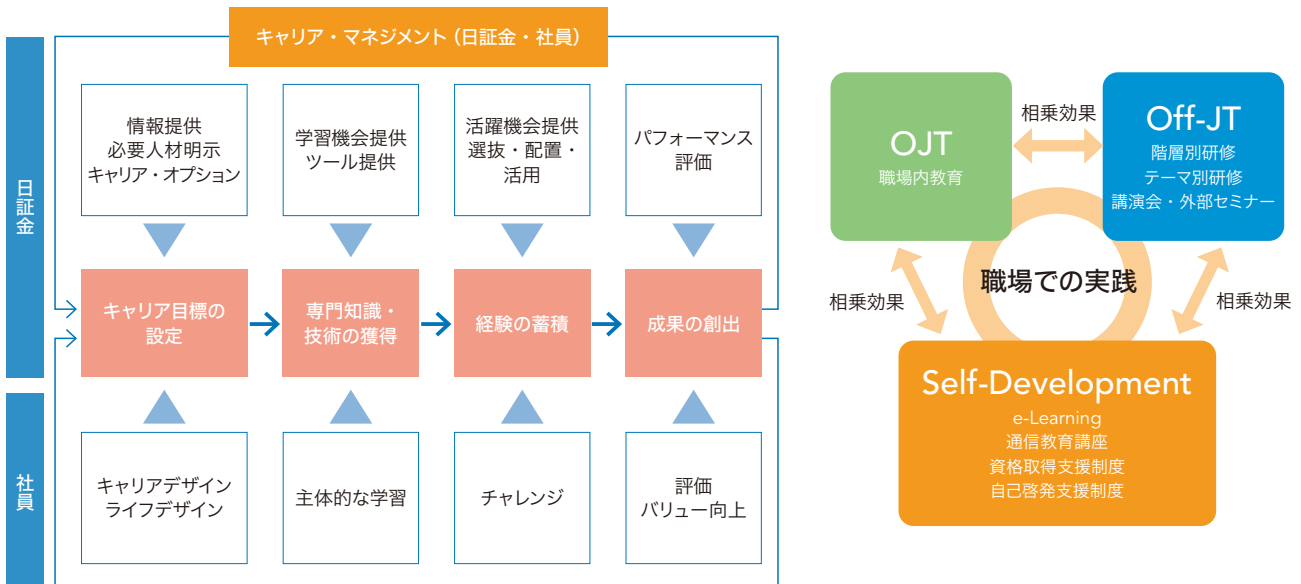 キャリア・マネジメント（日証金・社員）
日証金
情報提供
必要人材明示
キャリア・オプション
学習機会提供
ツール提供
活躍機会提供
選抜・配置・
活用
パフォーマンス
評価
キャリア目標の
設定
専門知識・
技術の獲得
経験の蓄積
成果の創出
社員
キャリアデザイン
ライフデザイン
主体的な学習
チャレンジ
評価
バリュー向上
OJT
職場内教育
相乗効果
Off-JT
階層別研修
テーマ別研修
講演会・外部セミナー
職場での実践
相乗効果
相乗効果
Self-Development
e-Learning
通信教育講座
資格取得支援制度
自己啓発支援制度